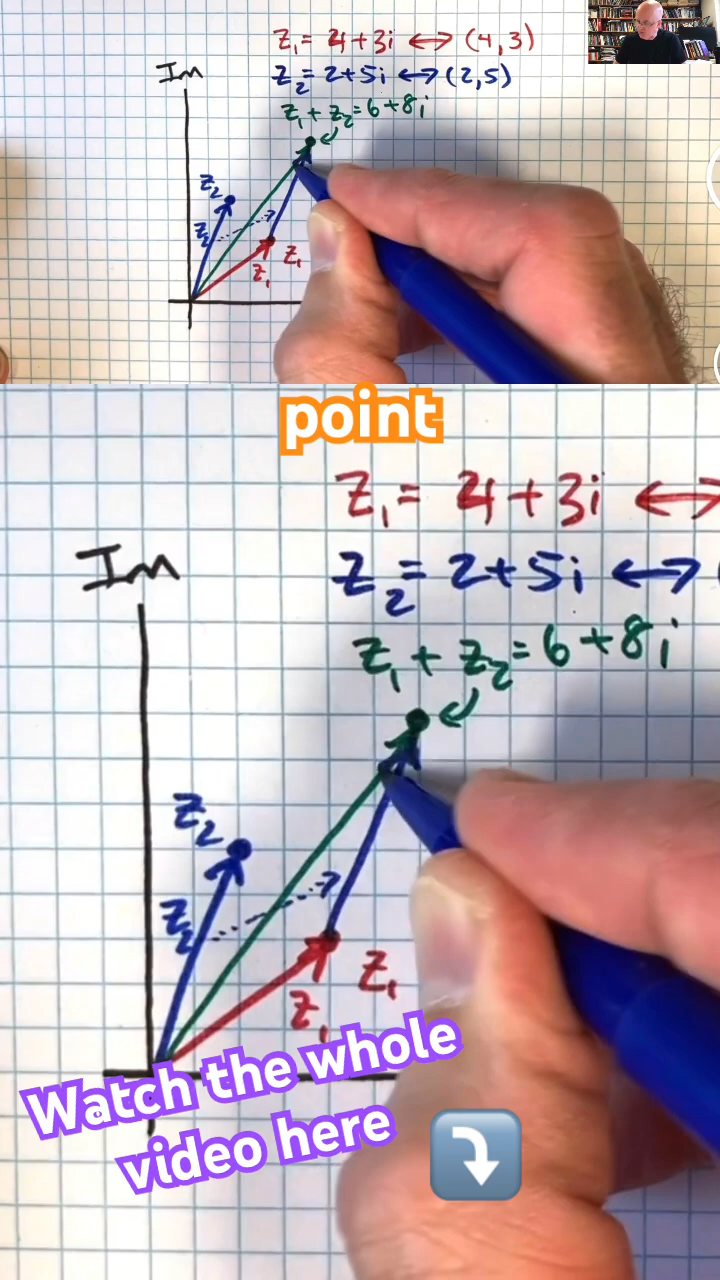 z₁ = 4+3i ↔ (4,3)
Im
z₂ = 2+5i ↔ (2,5)
z₁ + z₂ = 6+8i
z₂
z₂
z₁
z₁
point
z₁ = 4+3i ↔
Im
z₂ = 2+5i ↔
z₁ + z₂ = 6+8i
z₂
z₂
z₁
z₁
Watch the whole
video here